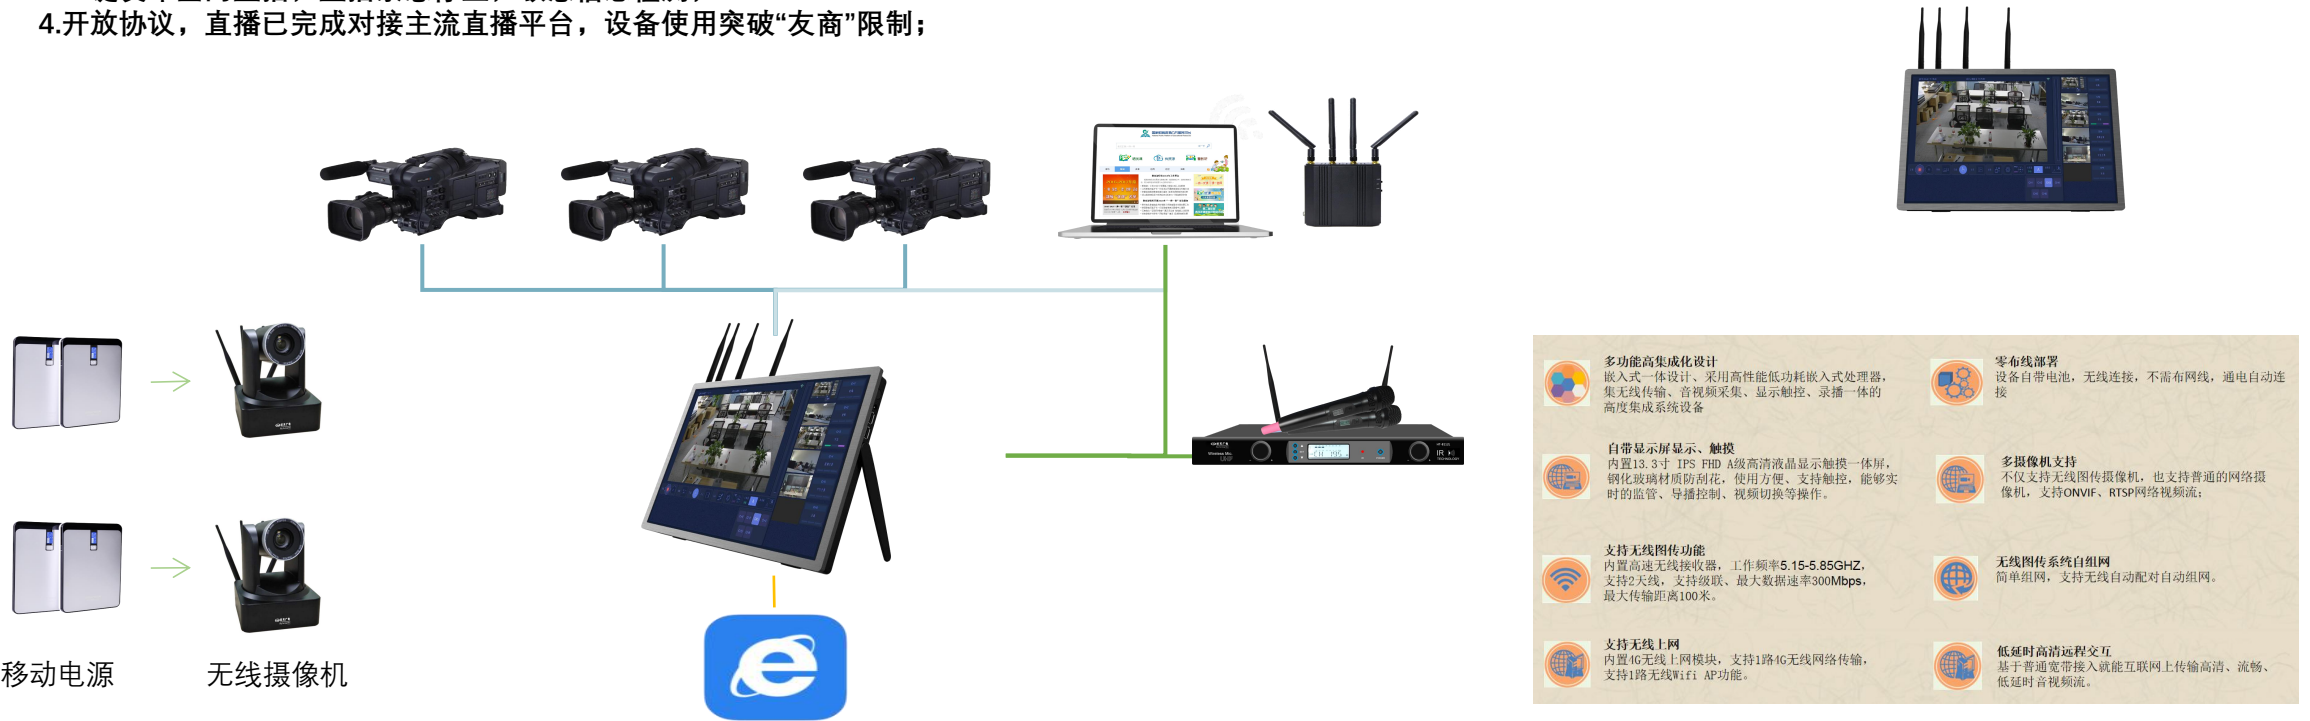 4.开放协议，直播已完成对接主流直播平台，设备使用突破“友商”限制；
移动电源
无线摄像机
多功能高集成化设计
嵌入式一体设计、采用高性能低功耗嵌入式处理器，
集无线传输、音视频采集、显示触控、录播一体的
高度集成系统设备
自带显示屏显示、触摸
内置13.3寸 IPS FHD A级高清液晶显示触摸一体屏，
钢化玻璃材质防刮花，使用方便、支持触控，能够实
时的监管、导播控制、视频切换等操作。
支持无线图传功能
内置高速无线接收器，工作频率5.15-5.85GHZ，
支持2天线，支持级联、最大数据速率300Mbps，
最大传输距离100米。
支持无线上网
内置4G无线上网模块，支持1路4G无线网络传输，
支持1路无线Wifi AP功能。
零布线部署
设备自带电池，无线连接，不需布网线，通电自动连
接
多摄像机支持
不仅支持无线图传摄像机，也支持普通的网络摄
像机，支持ONVIF、RTSP网络视频流；
无线图传系统自组网
简单组网，支持无线自动配对自动组网。
低延时高清远程交互
基于普通宽带接入就能互联网上传输高清、流畅、
低延时音视频流。